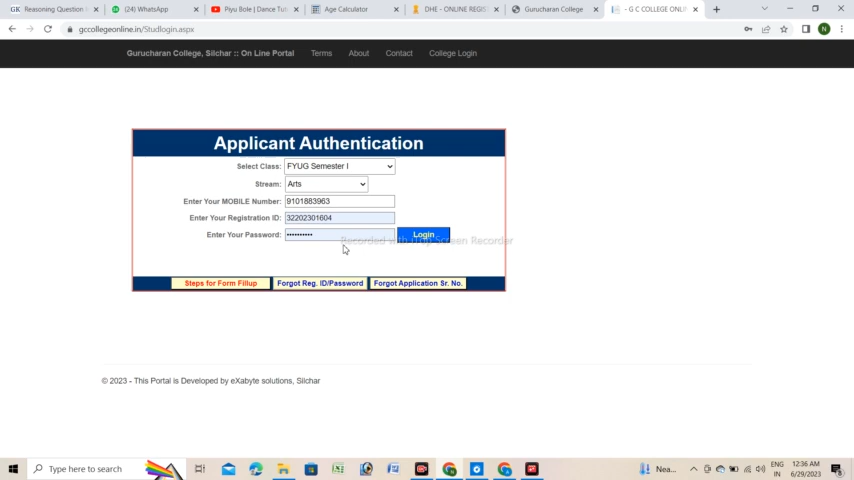 Reasoning Question
(24) WhatsApp
Piyu Bole | Dance Tut
Age Calculator
DHE - ONLINE REGIST
Gurucharan College
- G C COLLEGE ONLI
gccollegeonline.in/Studlogin.aspx
N
Gurucharan College, Silchar :: On Line Portal
Terms
About
Contact
College Login
Applicant Authentication
Select Class: FYUG Semester I
Stream: Arts
Enter Your MOBILE Number: 9101883963
Enter Your Registration ID: 32202301604
Enter Your Password: •••••••••• Login
Recorded with iTop Screen Recorder
Steps for Form Fillup
Forgot Reg. ID/Password
Forgot Application Sr. No.
© 2023 - This Portal is Developed by eXabyte solutions, Silchar
Type here to search
Nea...
ENG
IN
12:36 AM
6/29/2023